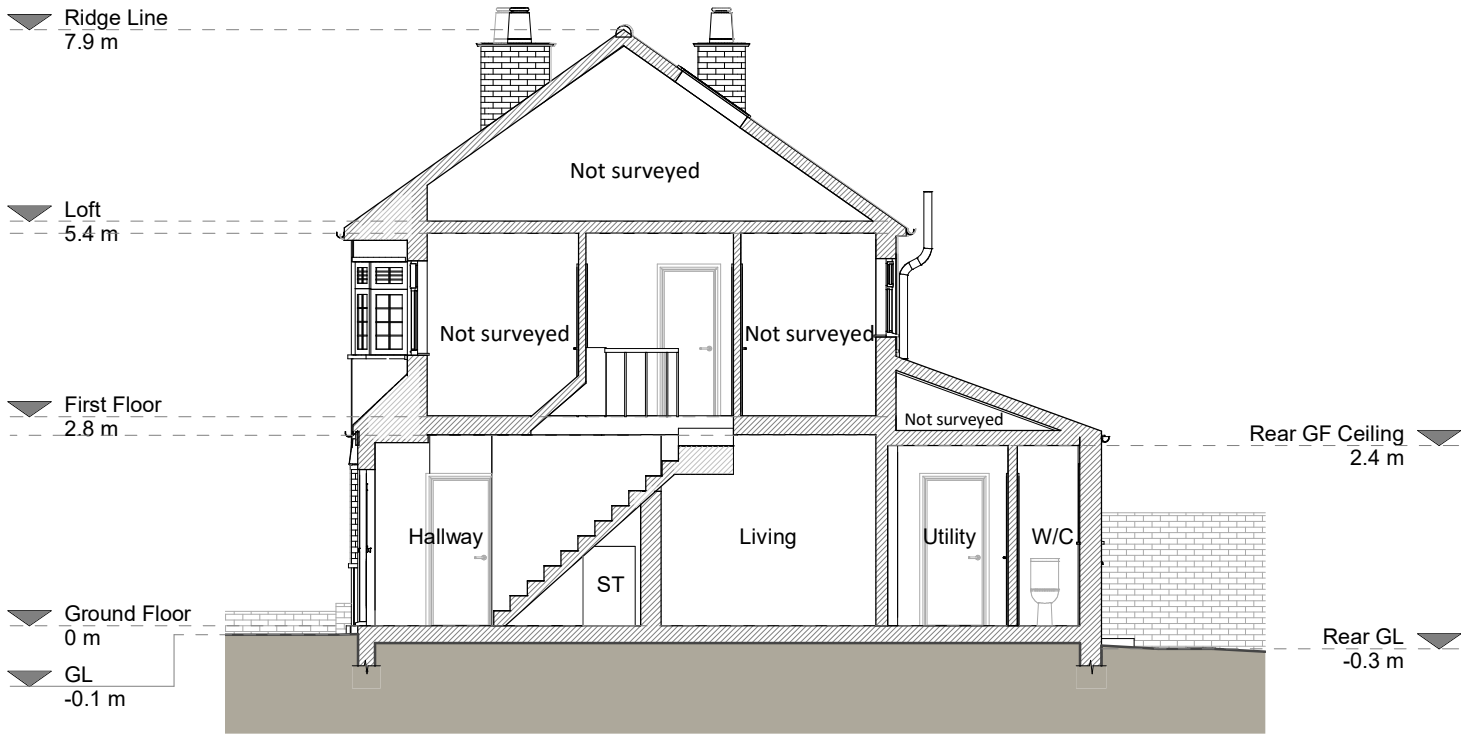 Ridge Line
7.9 m
Not surveyed
Loft
5.4 m
Not surveyed
Not surveyed
First Floor
2.8 m
Not surveyed
Rear GF Ceiling
2.4 m
Hallway
Living
Utility
W/C
ST
Ground Floor
0 m
Rear GL
-0.3 m
GL
-0.1 m